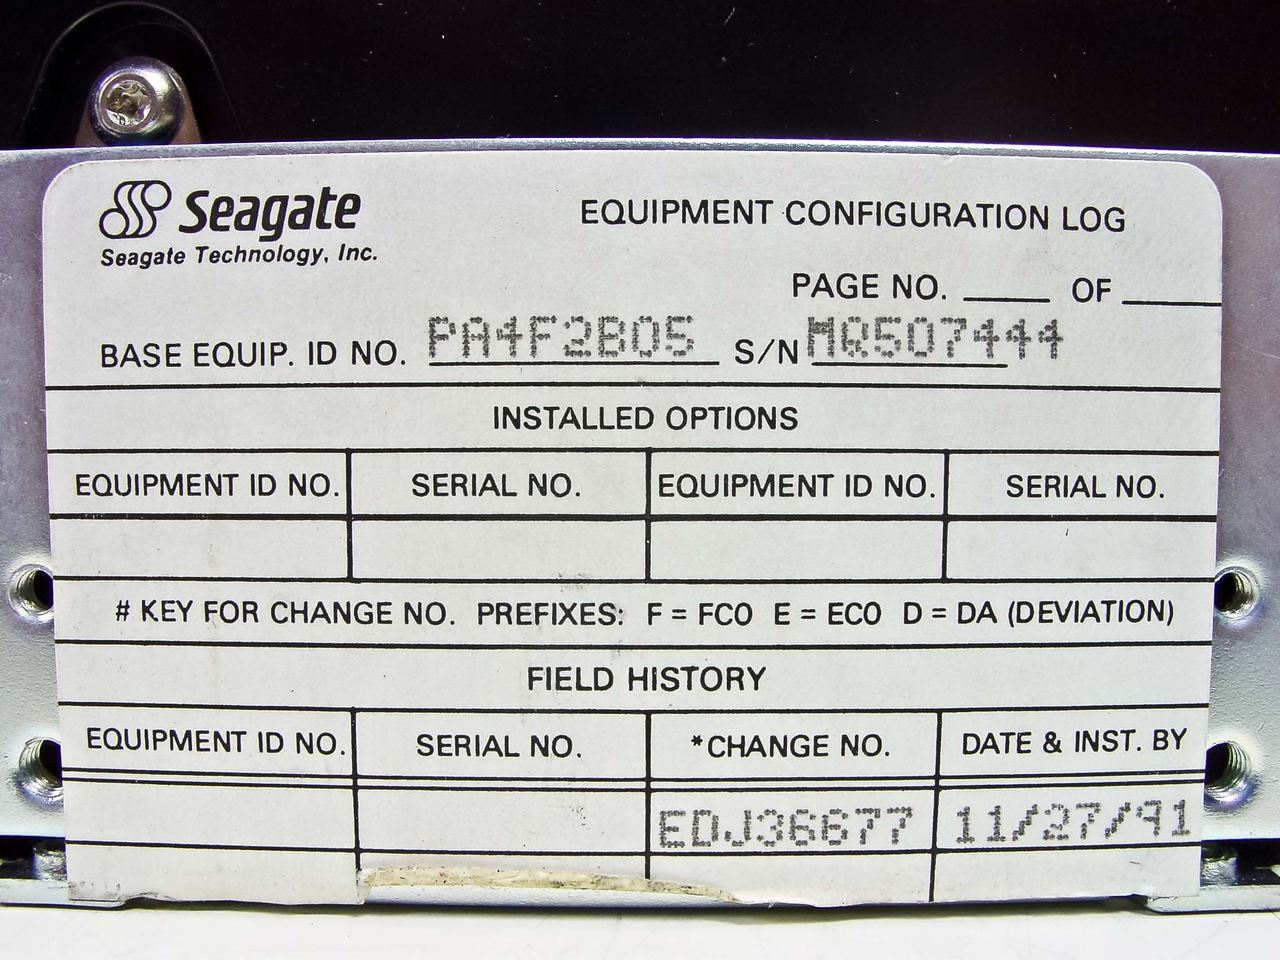 Seagate
Seagate Technology, Inc.
EQUIPMENT CONFIGURATION LOG
PAGE NO. ____ OF ____
BASE EQUIP. ID NO. PA4F2B05 S/N MQ507444
INSTALLED OPTIONS
EQUIPMENT ID NO. SERIAL NO. EQUIPMENT ID NO. SERIAL NO.
# KEY FOR CHANGE NO. PREFIXES: F = FCO E = ECO D = DA (DEVIATION)
FIELD HISTORY
EQUIPMENT ID NO. SERIAL NO. *CHANGE NO. DATE & INST. BY
EDJ36677 11/27/91